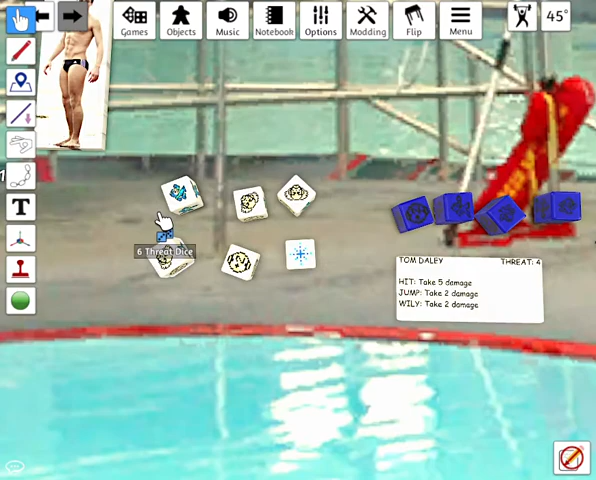 45°
Games
Objects
Music
Notebook
Options
Modding
Flip
Menu
T
6 Threat Dice
TOM DALEY THREAT: 4
HIT: Take 5 damage
JUMP: Take 2 damage
WILY: Take 2 damage